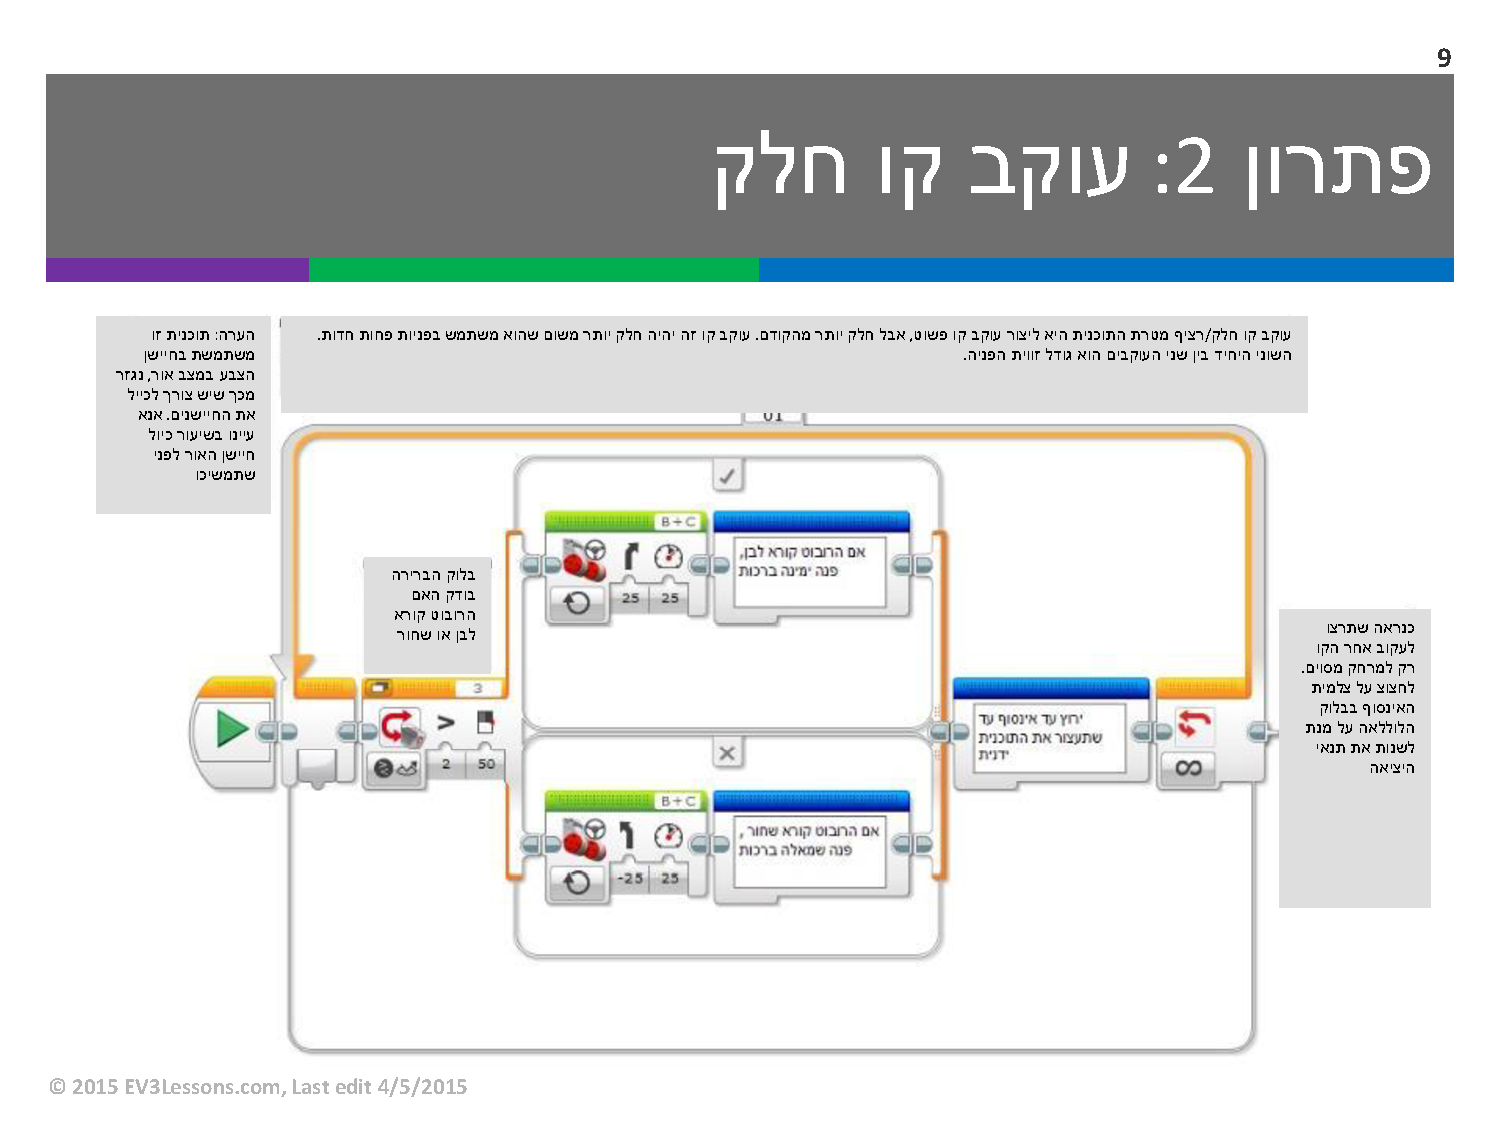 9
פתרון 2: עוקב קו חלק
עוקב קו חלק/רציף מטרת התוכנית היא ליצור עוקב קו פשוט, אבל חלק יותר מהקודם. עוקב קו זה יהיה חלק יותר משום שהוא משתמש בפניות פחות חדות.
השוני היחיד בין שני העוקבים הוא גודל זווית הפניה.
הערה: תוכנית זו
משתמשת בחיישן
הצבע במצב אור, נגזר
מכך שיש צורך לכייל
את החיישנים. אנא
עיינו בשיעור כיול
חיישן האור לפני
שתמשיכו
01
B+C
אם הרובוט קורא לבן,
פנה ימינה ברכות
25 25
בלוק הברירה
בודק האם
הרובוט קורא
לבן או שחור
3
>
2 50
B+C
אם הרובוט קורא שחור,
פנה שמאלה ברכות
-25 25
ירוץ עד אינסוף עד
שתעצור את התוכנית
ידנית
∞
כנראה שתרצו
לעקוב אחר הקו
רק למרחק מסוים.
לחצוצ על צלמית
האינסוף בבלוק
הלוללאה על מנת
לשנות את תנאי
היציאה
© 2015 EV3Lessons.com, Last edit 4/5/2015